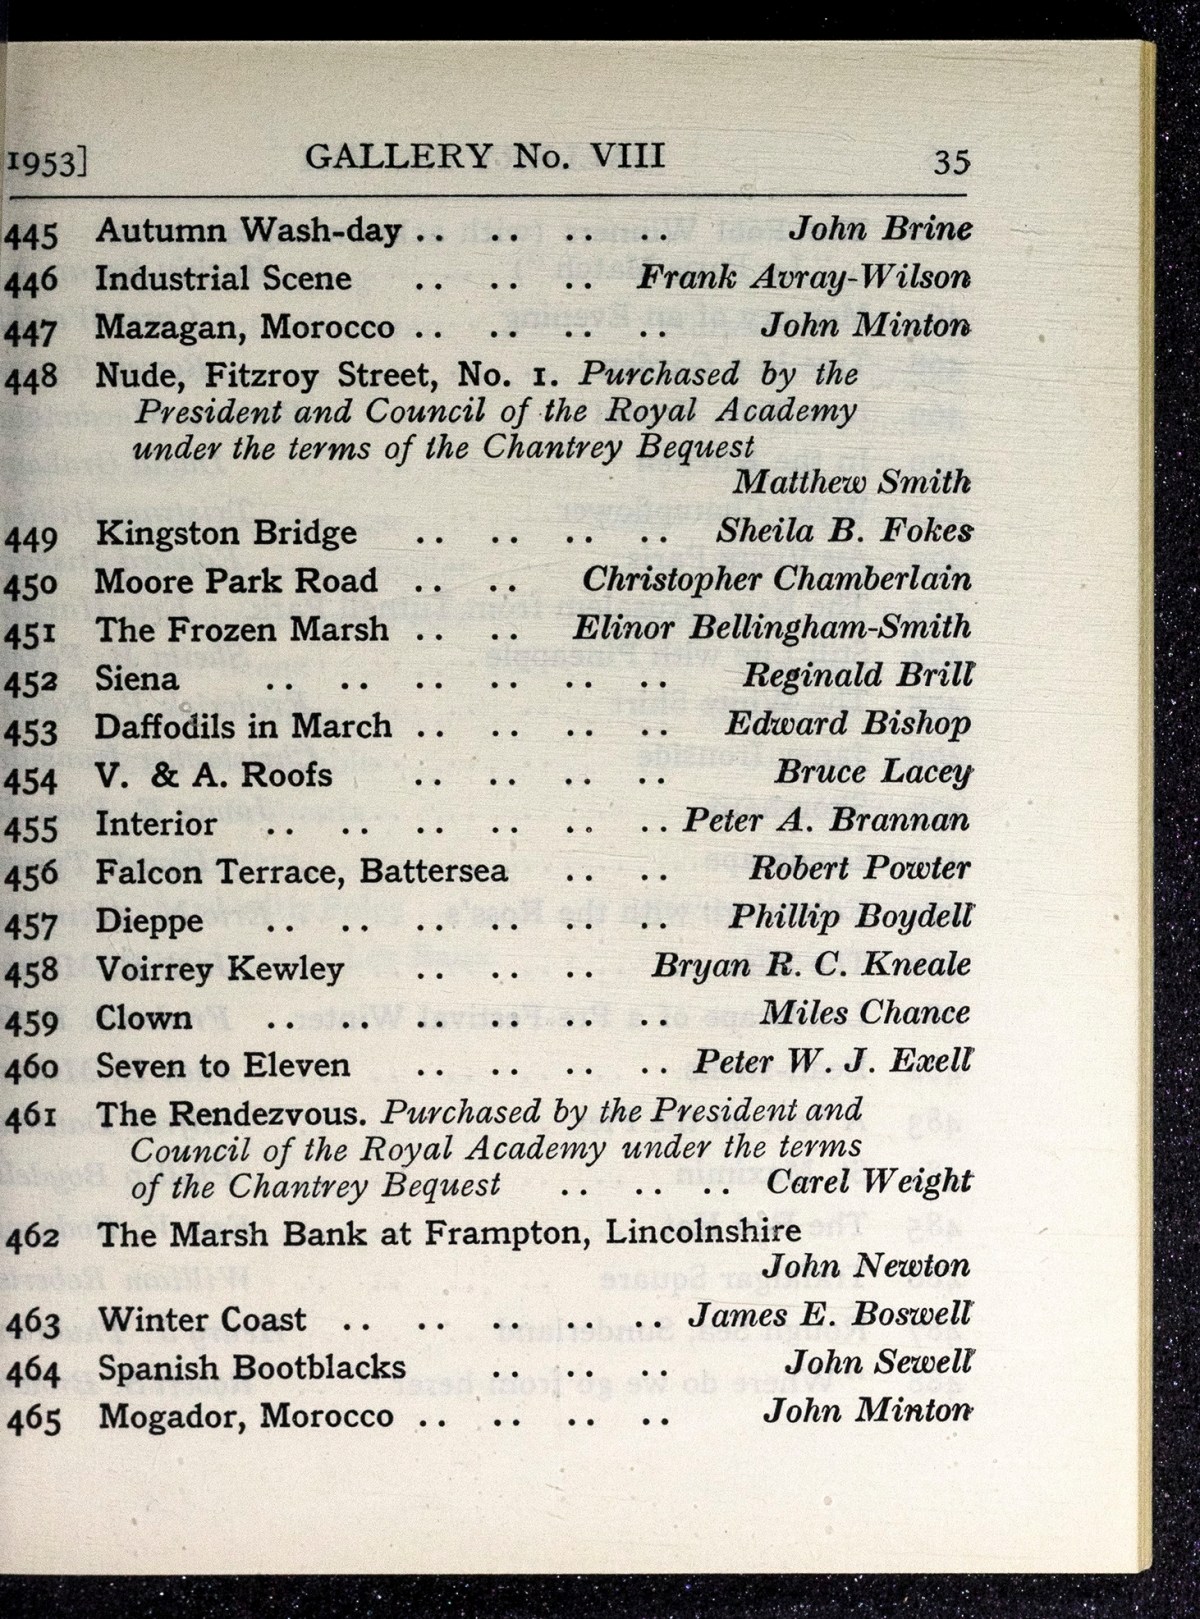 1953] GALLERY No. VIII 35
445 Autumn Wash-day .. .. .. .. John Brine
446 Industrial Scene .. .. .. Frank Avray-Wilson
447 Mazagan, Morocco .. .. .. .. John Minton
448 Nude, Fitzroy Street, No. 1. Purchased by the
President and Council of the Royal Academy
under the terms of the Chantrey Bequest
Matthew Smith
449 Kingston Bridge .. .. .. .. Sheila B. Fokes
450 Moore Park Road .. .. Christopher Chamberlain
451 The Frozen Marsh .. .. Elinor Bellingham-Smith
452 Siena .. .. .. .. .. .. Reginald Brill
453 Daffodils in March .. .. .. .. Edward Bishop
454 V. & A. Roofs .. .. .. .. Bruce Lacey
455 Interior .. .. .. .. .. .. Peter A. Brannan
456 Falcon Terrace, Battersea .. .. Robert Powter
457 Dieppe .. .. .. .. .. .. Phillip Boydell
458 Voirrey Kewley .. .. .. Bryan R. C. Kneale
459 Clown .. .. .. .. .. .. Miles Chance
460 Seven to Eleven .. .. .. .. Peter W. J. Exell
461 The Rendezvous. Purchased by the President and
Council of the Royal Academy under the terms
of the Chantrey Bequest .. .. .. Carel Weight
462 The Marsh Bank at Frampton, Lincolnshire
John Newton
463 Winter Coast .. .. .. .. .. James E. Boswell
464 Spanish Bootblacks .. .. .. John Sewell
465 Mogador, Morocco .. .. .. .. John Minton